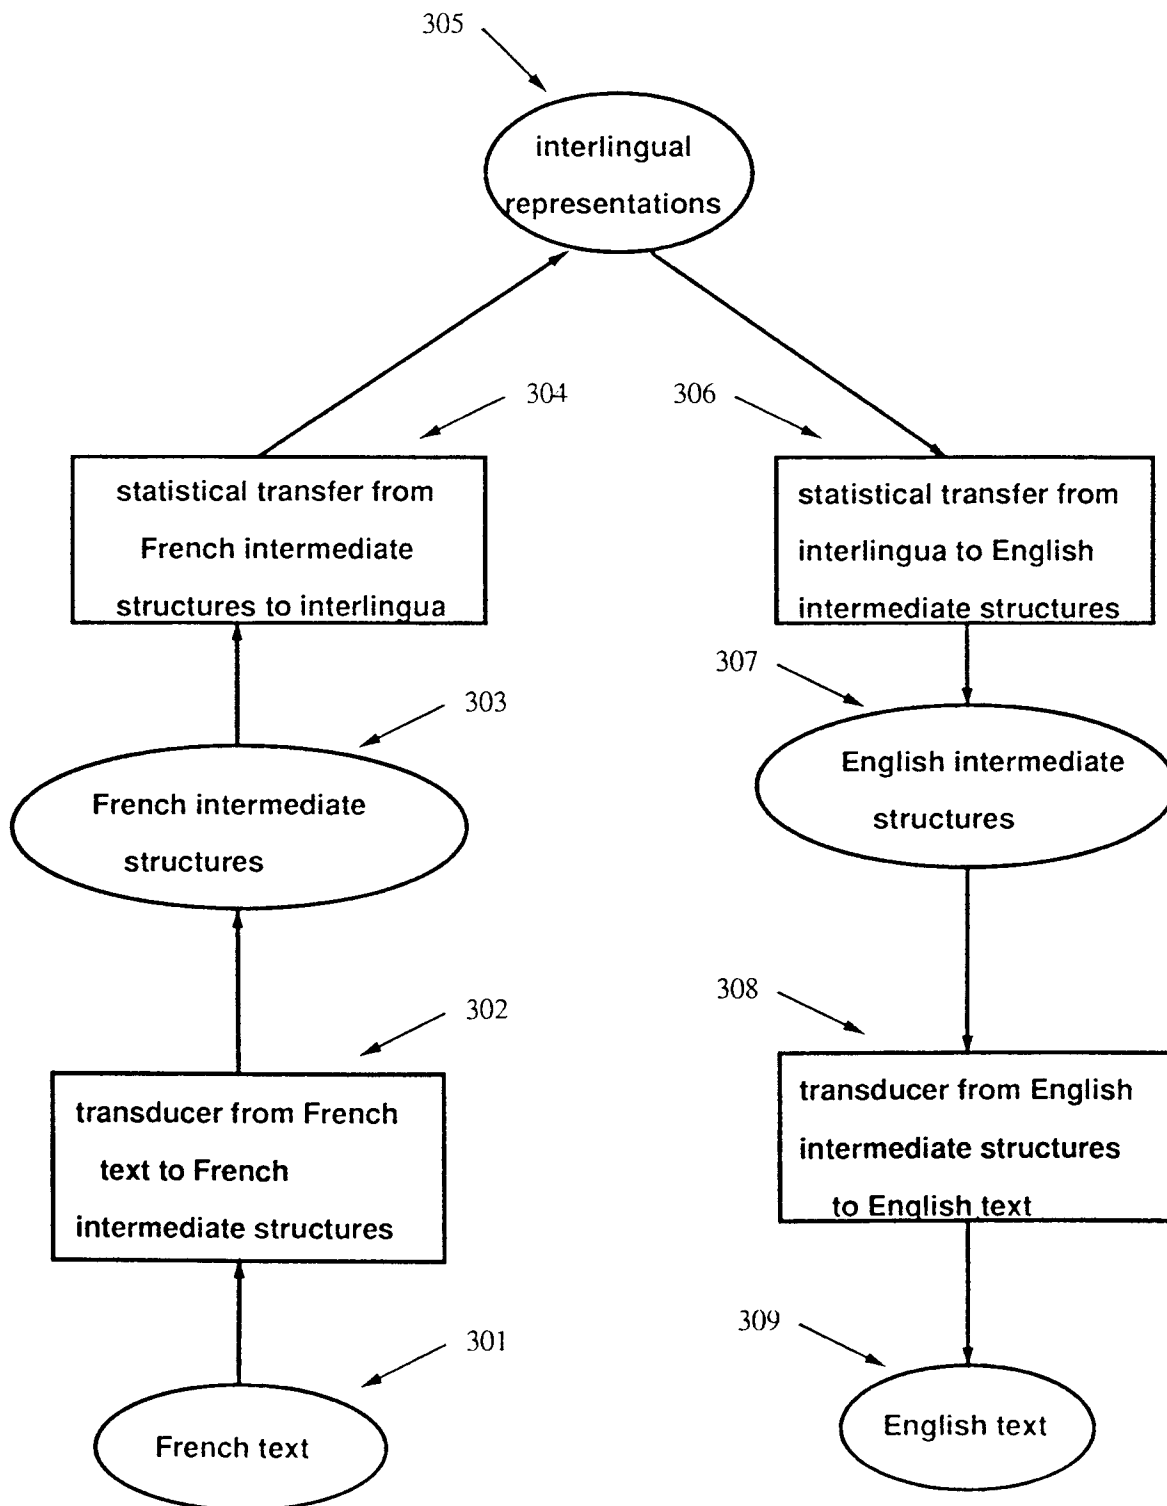 305
interlingual
representations
304
306
statistical transfer from
French intermediate
structures to interlingua
statistical transfer from
interlingua to English
intermediate structures
307
303
English intermediate
structures
French intermediate
structures
308
302
transducer from English
intermediate structures
to English text
transducer from French
text to French
intermediate structures
309
301
English text
French text